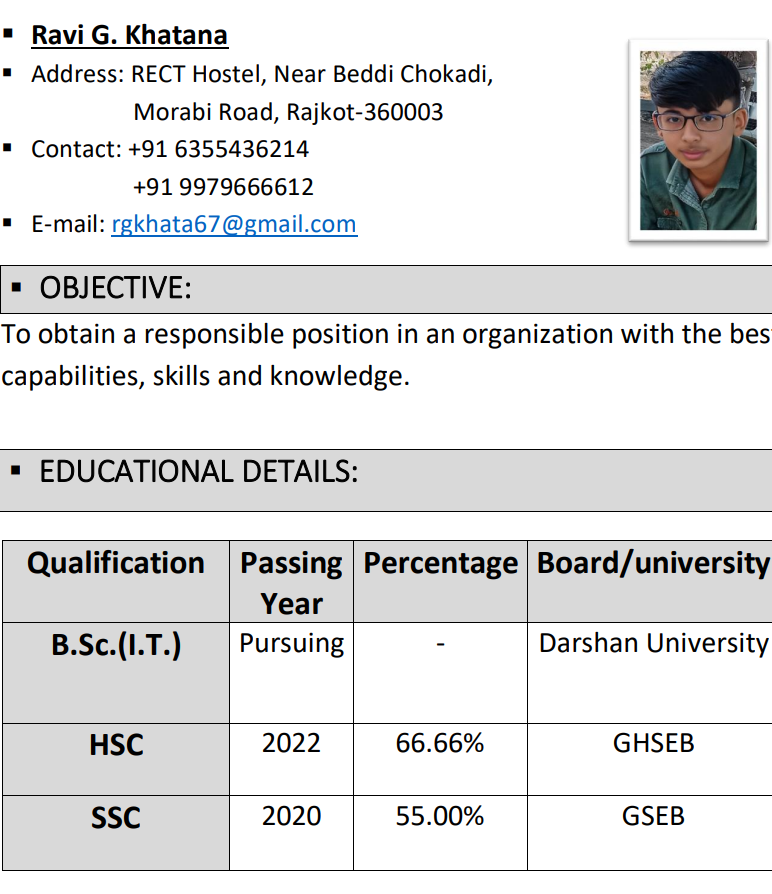 ▪ Ravi G. Khatana
▪ Address: RECT Hostel, Near Beddi Chokadi,
Morabi Road, Rajkot-360003
▪ Contact: +91 6355436214
+91 9979666612
▪ E-mail: rgkhata67@gmail.com
▪ OBJECTIVE:
To obtain a responsible position in an organization with the bes
capabilities, skills and knowledge.
▪ EDUCATIONAL DETAILS:
Qualification Passing Year Percentage Board/university
B.Sc.(I.T.) Pursuing - Darshan University
HSC 2022 66.66% GHSEB
SSC 2020 55.00% GSEB